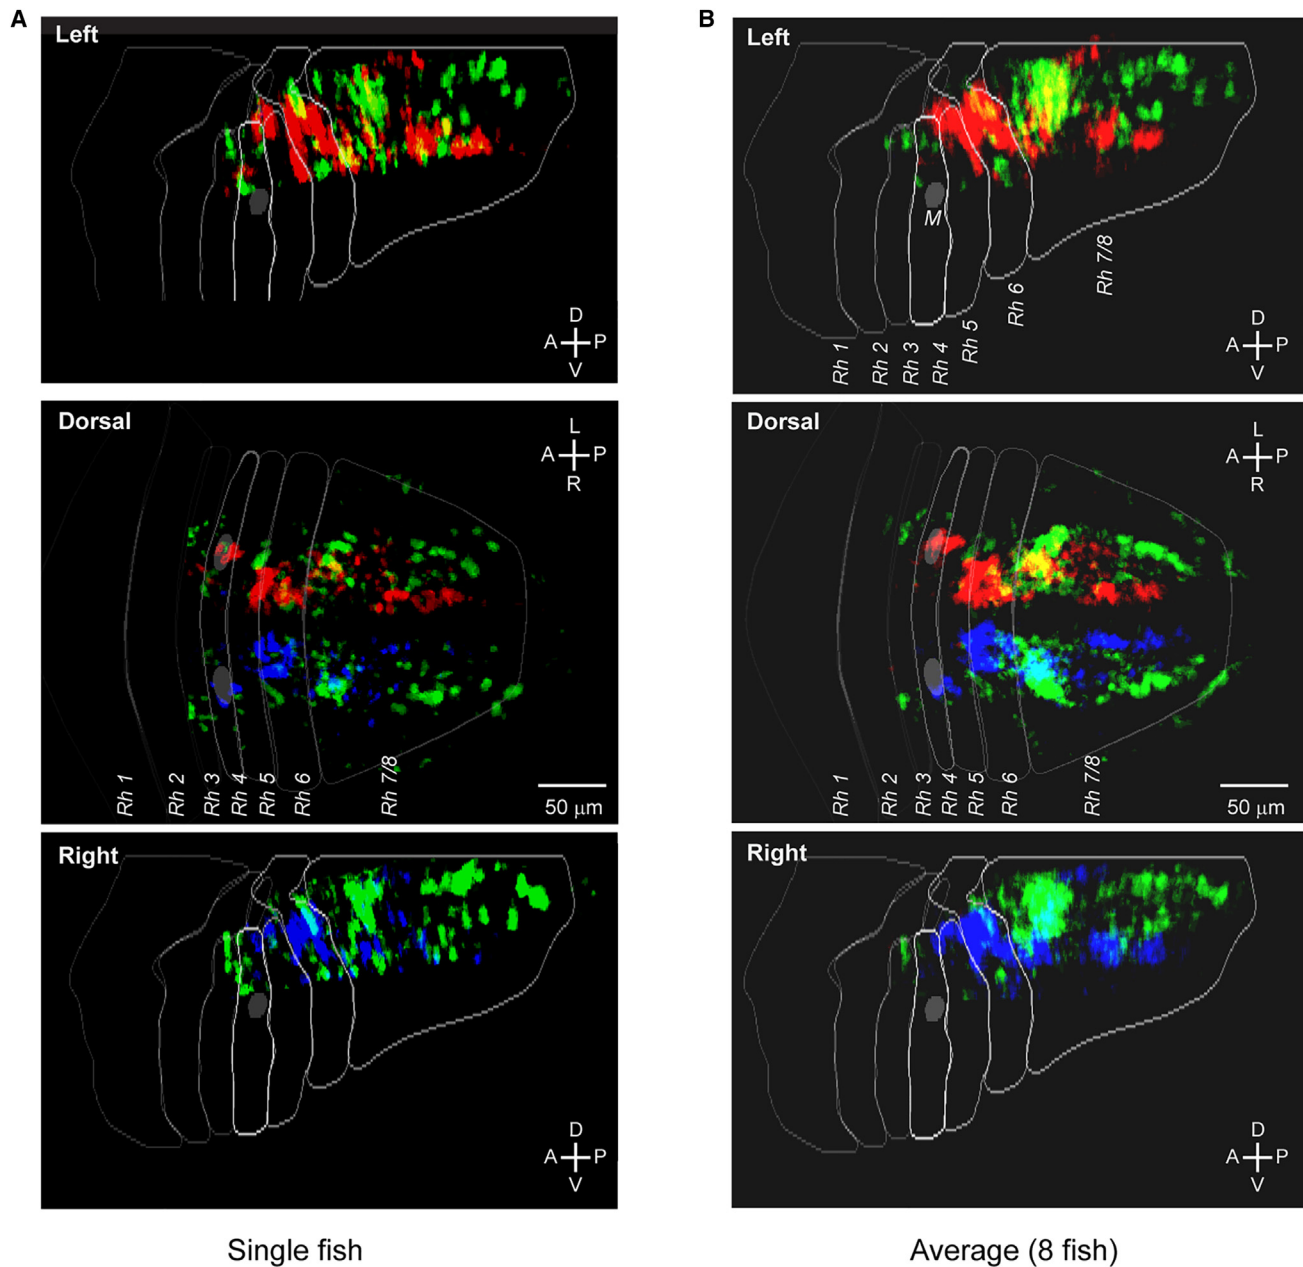 A
Left
D
A P
V
Dorsal
L
A P
R
Rh 1
Rh 2
Rh 3
Rh 4
Rh 5
Rh 6
Rh 7/8
50 μm
Right
D
A P
V
Single fish
B
Left
M
Rh 1
Rh 2
Rh 3
Rh 4
Rh 5
Rh 6
Rh 7/8
D
A P
V
Dorsal
L
A P
R
Rh 1
Rh 2
Rh 3
Rh 4
Rh 5
Rh 6
Rh 7/8
50 μm
Right
D
A P
V
Average (8 fish)